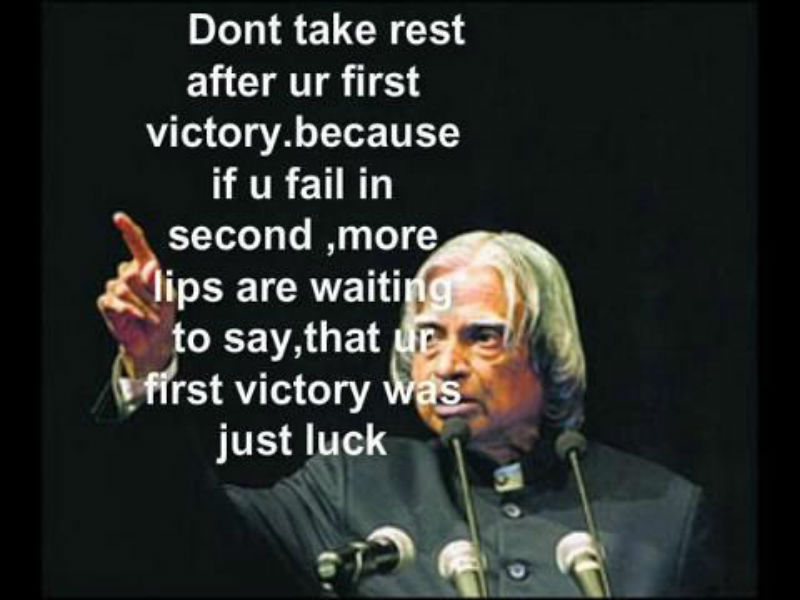 Dont take rest
after ur first
victory.because
if u fail in
second ,more
lips are waiting
to say,that ur
first victory was
just luck